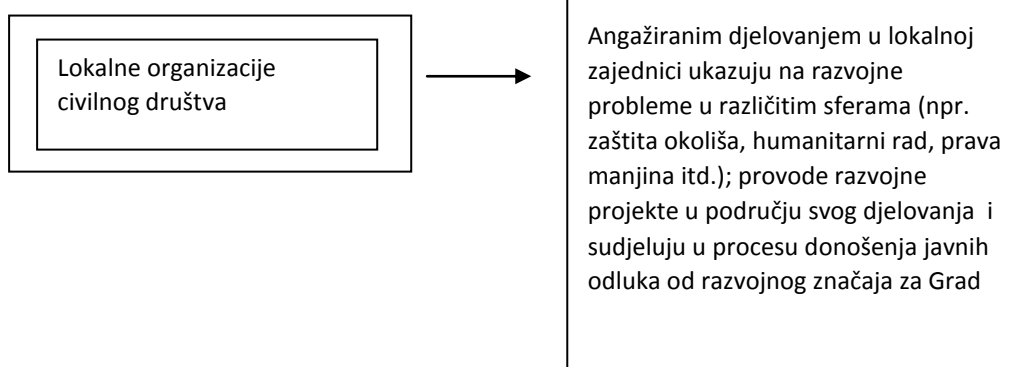 Lokalne organizacije
civilnog društva
Angažiranim djelovanjem u lokalnoj
zajednici ukazuju na razvojne
probleme u različitim sferama (npr.
zaštita okoliša, humanitarni rad, prava
manjina itd.); provode razvojne
projekte u području svog djelovanja i
sudjeluju u procesu donošenja javnih
odluka od razvojnog značaja za Grad